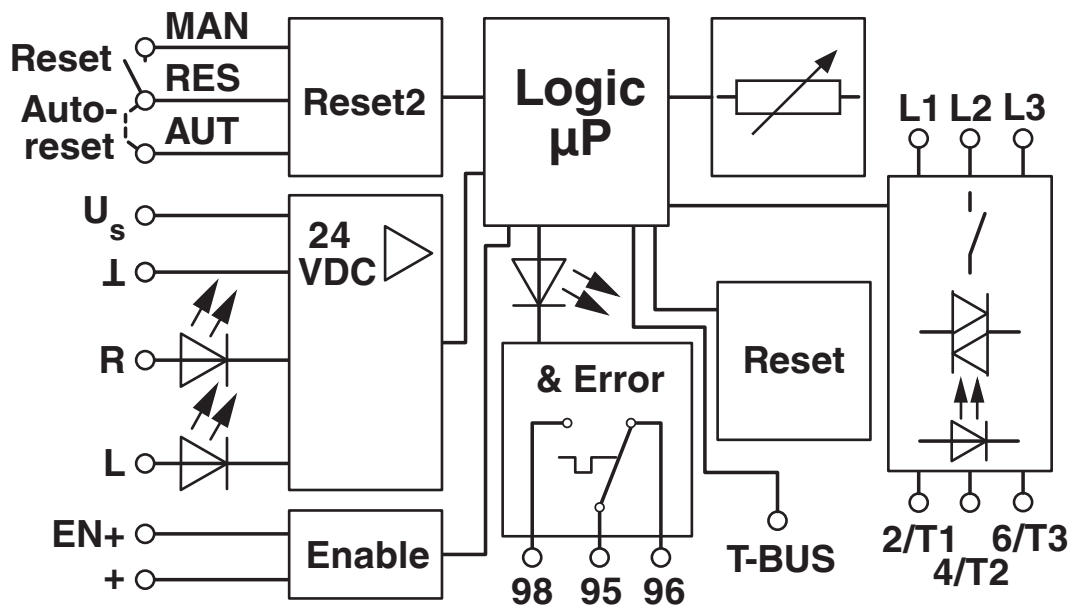 MAN
Reset
RES
Auto-
reset
AUT
Reset2
Logic
µP
L1 L2 L3
Us
⊥
24
VDC
R
L
& Error
Reset
EN+
+
Enable
98 95 96
T-BUS
2/T1 6/T3
4/T2